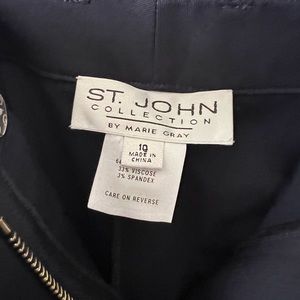 ST. JOHN
COLLECTION
BY MARIE GRAY
10
MADE IN
CHINA
33% VISCOSE
3% SPANDEX
CARE ON REVERSE